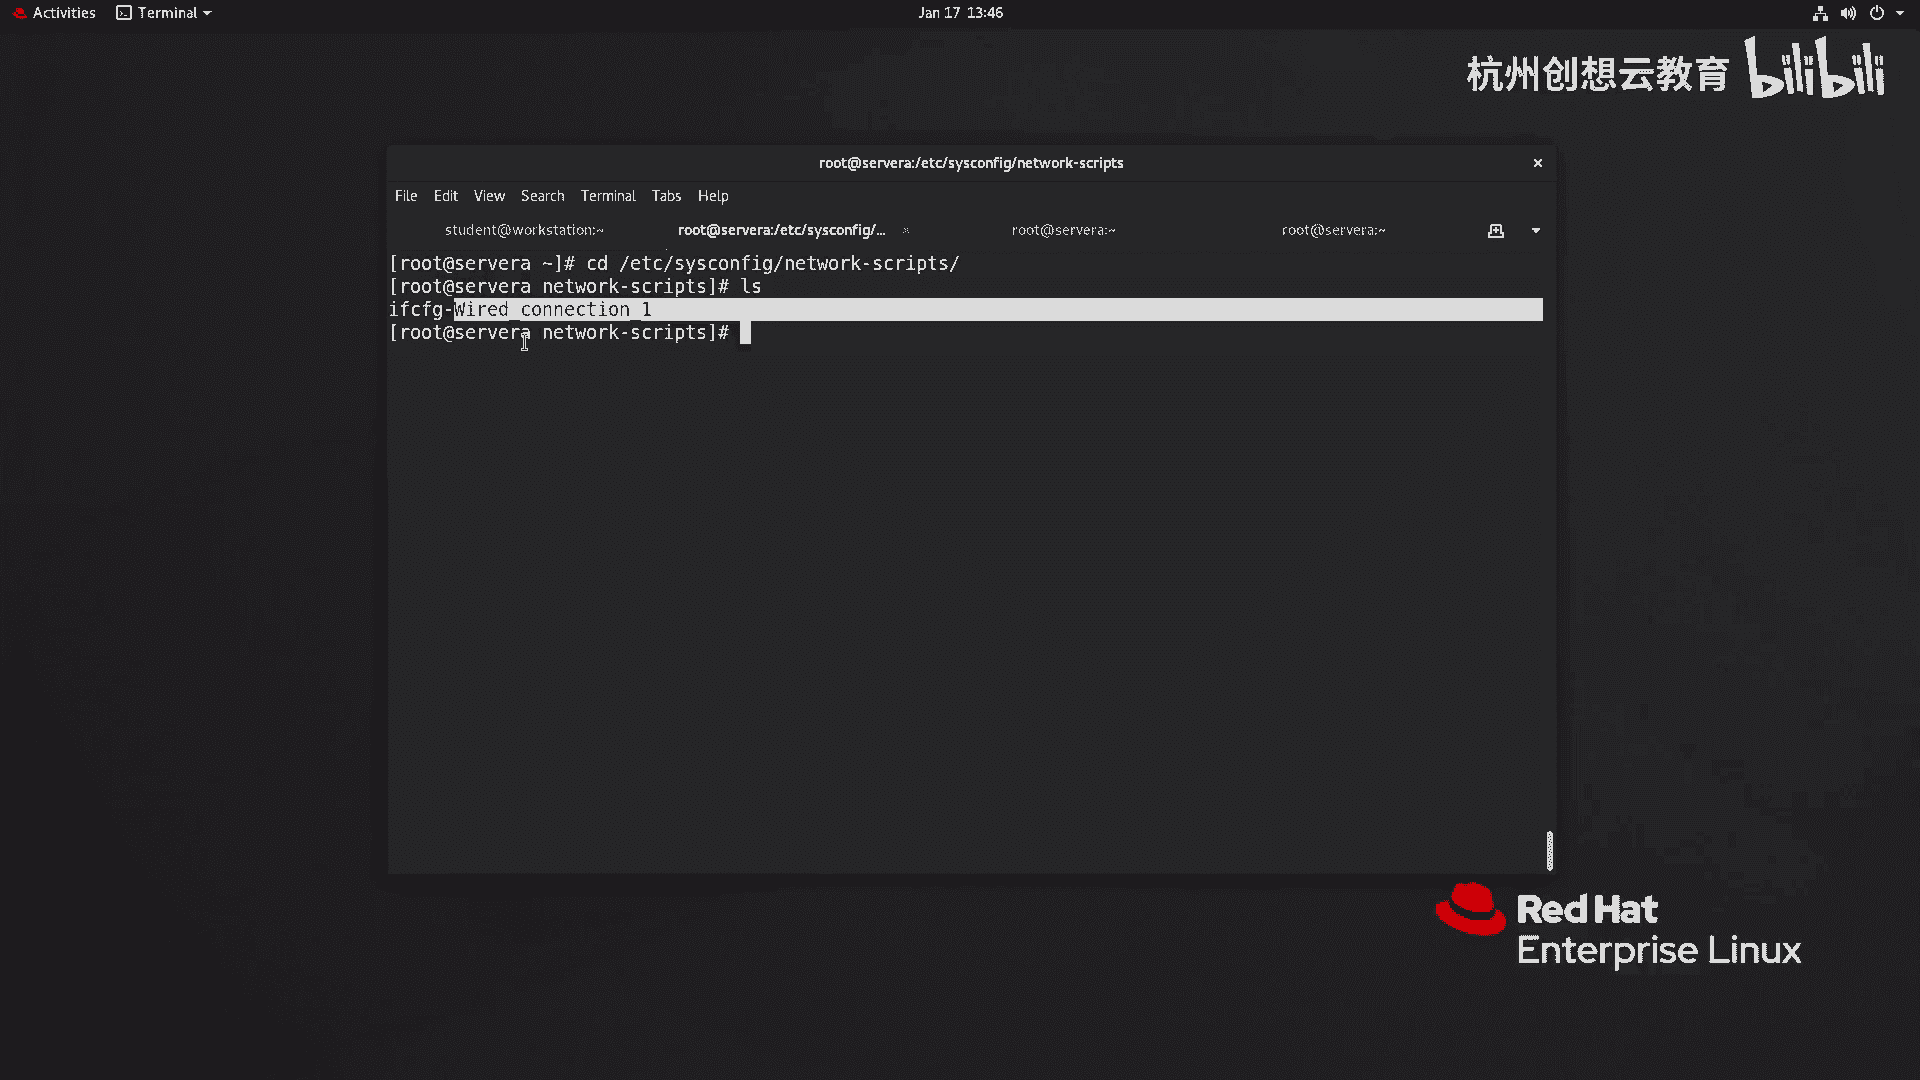 Activities Terminal Jan 17 13:46
杭州创想云教育 bilibili
root@servera:/etc/sysconfig/network-scripts
File Edit View Search Terminal Tabs Help
student@workstation:~ root@servera:/etc/sysconfig/... root@servera:~ root@servera:~
[root@servera ~]# cd /etc/sysconfig/network-scripts/
[root@servera network-scripts]# ls
ifcfg-Wired_connection_1
[root@servera network-scripts]#
Red Hat
Enterprise Linux